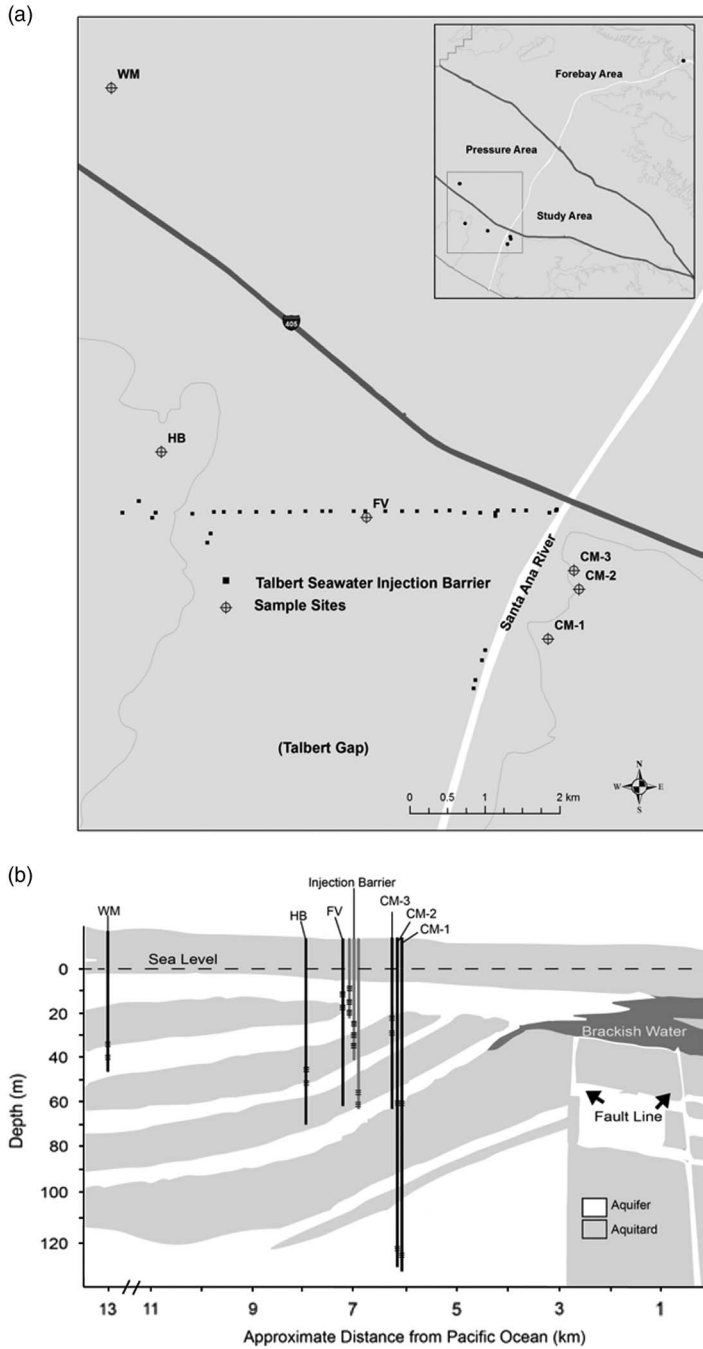 (a)
WM
Forebay Area
Pressure Area
Study Area
405
HB
FV
CM-3
CM-2
CM-1
Santa Ana River
Talbert Seawater Injection Barrier
Sample Sites
(Talbert Gap)
0 0.5 1 2 km
N
W E
S
(b)
Injection Barrier
WM
HB
FV
CM-3
CM-2
CM-1
Sea Level
Brackish Water
Fault Line
Aquifer
Aquitard
Depth (m)
0
20
40
60
80
100
120
13 11 9 7 5 3 1
Approximate Distance from Pacific Ocean (km)